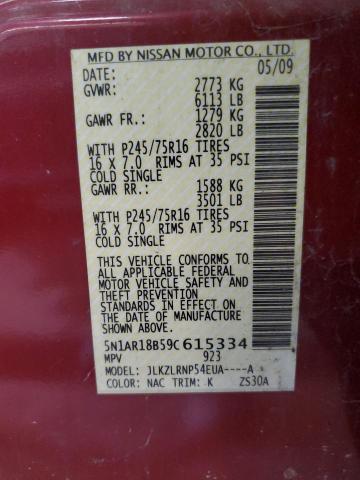 MFD BY NISSAN MOTOR CO., LTD.
DATE: 05/09
GVWR: 2773 KG
6113 LB
GAWR FR.: 1279 KG
2820 LB
WITH P245/75R16 TIRES
16 X 7.0 RIMS AT 35 PSI
COLD SINGLE
GAWR RR.: 1588 KG
3501 LB
WITH P245/75R16 TIRES
16 X 7.0 RIMS AT 35 PSI
COLD SINGLE
THIS VEHICLE CONFORMS TO
ALL APPLICABLE FEDERAL
MOTOR VEHICLE SAFETY
AND THEFT PREVENTION
STANDARDS IN EFFECT ON
THE DATE OF MANUFACTURE
SHOWN ABOVE.
5N1AR18B59C615334
MPV 923
MODEL: JLKZLRNP54EUA----A
COLOR: NAC TRIM: K ZS30A